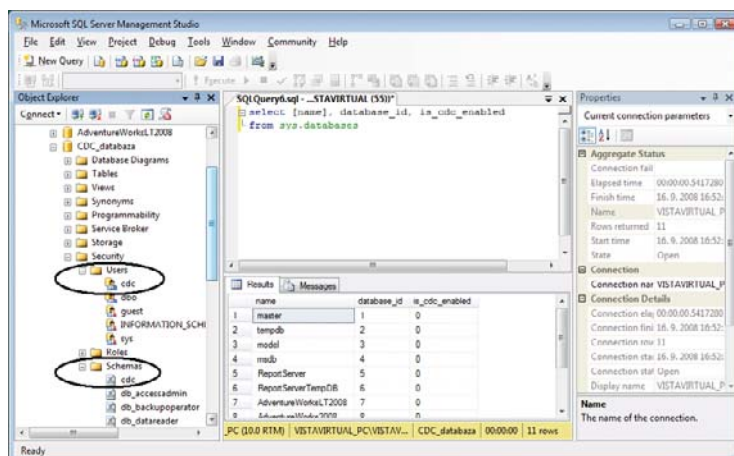 Microsoft SQL Server Management Studio
File Edit View Project Debug Tools Window Community Help
New Query
Execute
Object Explorer
Connect
AdventureWorksLT2008
CDC_databaza
Database Diagrams
Tables
Views
Synonyms
Programmability
Service Broker
Storage
Security
Users
cdc
dbo
guest
INFORMATION_SCHI
sys
Roles
Schemas
cdc
db_accessadmin
db_backupoperator
db_datareader
SQLQuery6.sql - ...STAVIRTUAL (55))*
select [name], database_id, is_cdc_enabled
from sys.databases
Results Messages
name database_id is_cdc_enabled
1 master 1 0
2 tempdb 2 0
3 model 3 0
4 msdb 4 0
5 ReportServer 5 0
6 ReportServerTempDB 6 0
7 AdventureWorksLT2008 7 0
8 AdventureWorks2008 8 0
_PC (10.0 RTM) VISTAVIRTUAL_PC\VISTAV... CDC_databaza 00:00:00 11 rows
Properties
Current connection parameters
Aggregate Status
Connection fail
Elapsed time 00:00:00.5417280
Finish time 16. 9. 2008 16:52:
Name VISTAVIRTUAL_P
Rows returned 11
Start time 16. 9. 2008 16:52:
State Open
Connection
Connection nar VISTAVIRTUAL_P
Connection Details
Connection ela 00:00:00.5417280
Connection fini 16. 9. 2008 16:52:
Connection rov 11
Connection sta 16. 9. 2008 16:52:
Connection stat Open
Display name VISTAVIRTUAL_P
Name
The name of the connection.
Ready